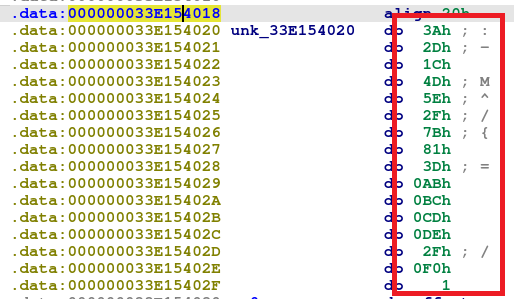 .data:000000033E154018 align 20h
.data:000000033E154020 unk_33E154020 db 3Ah ; :
.data:000000033E154021 db 2Dh ; -
.data:000000033E154022 db 1Ch
.data:000000033E154023 db 4Dh ; M
.data:000000033E154024 db 5Eh ; ^
.data:000000033E154025 db 2Fh ; /
.data:000000033E154026 db 7Bh ; {
.data:000000033E154027 db 81h
.data:000000033E154028 db 3Dh ; =
.data:000000033E154029 db 0ABh
.data:000000033E15402A db 0BCh
.data:000000033E15402B db 0CDh
.data:000000033E15402C db 0DEh
.data:000000033E15402D db 2Fh ; /
.data:000000033E15402E db 0F0h
.data:000000033E15402F db 1